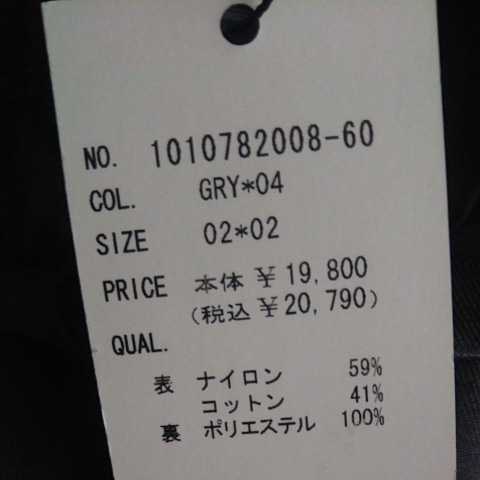 NO. 1010782008-60
COL. GRY*04
SIZE 02*02
PRICE 本体 ¥19,800
(税込 ¥20,790)
QUAL.
表 ナイロン 59%
コットン 41%
裏 ポリエステル 100%